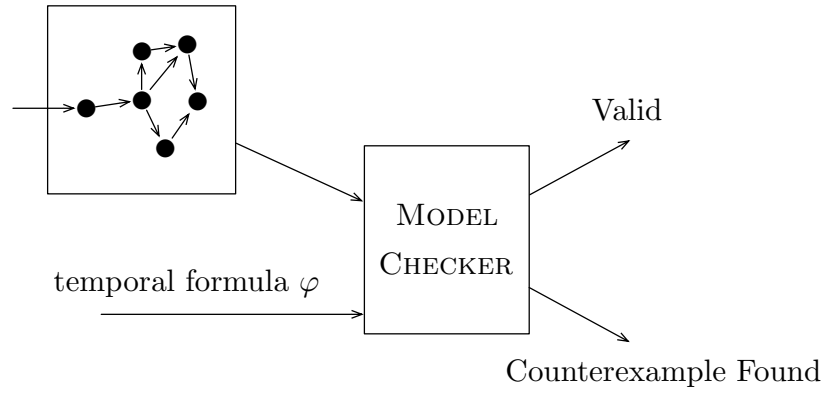 Valid
MODEL
CHECKER
temporal formula φ
Counterexample Found